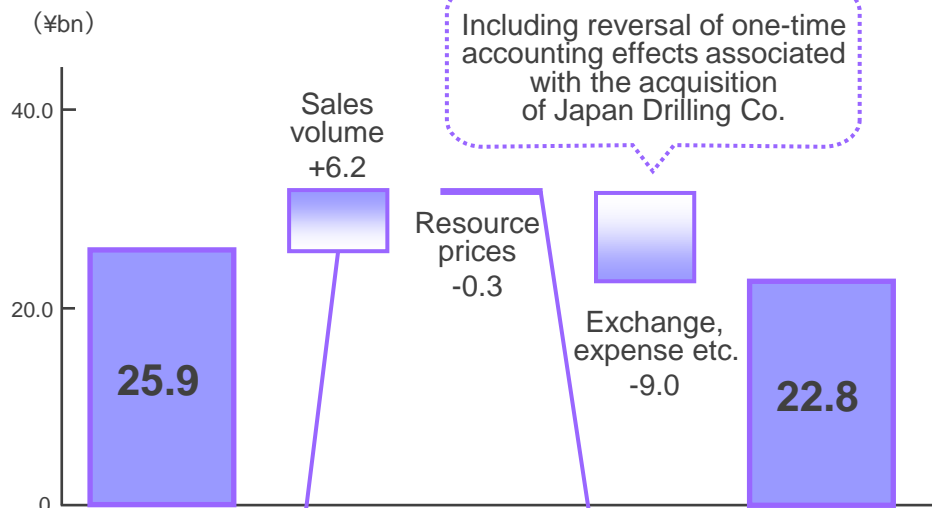 （¥bn）
Including reversal of one-time
accounting effects associated
with the acquisition
of Japan Drilling Co.
40.0
Sales
volume
+6.2
Resource
prices
-0.3
20.0
Exchange,
expense etc.
-9.0
25.9
22.8
0